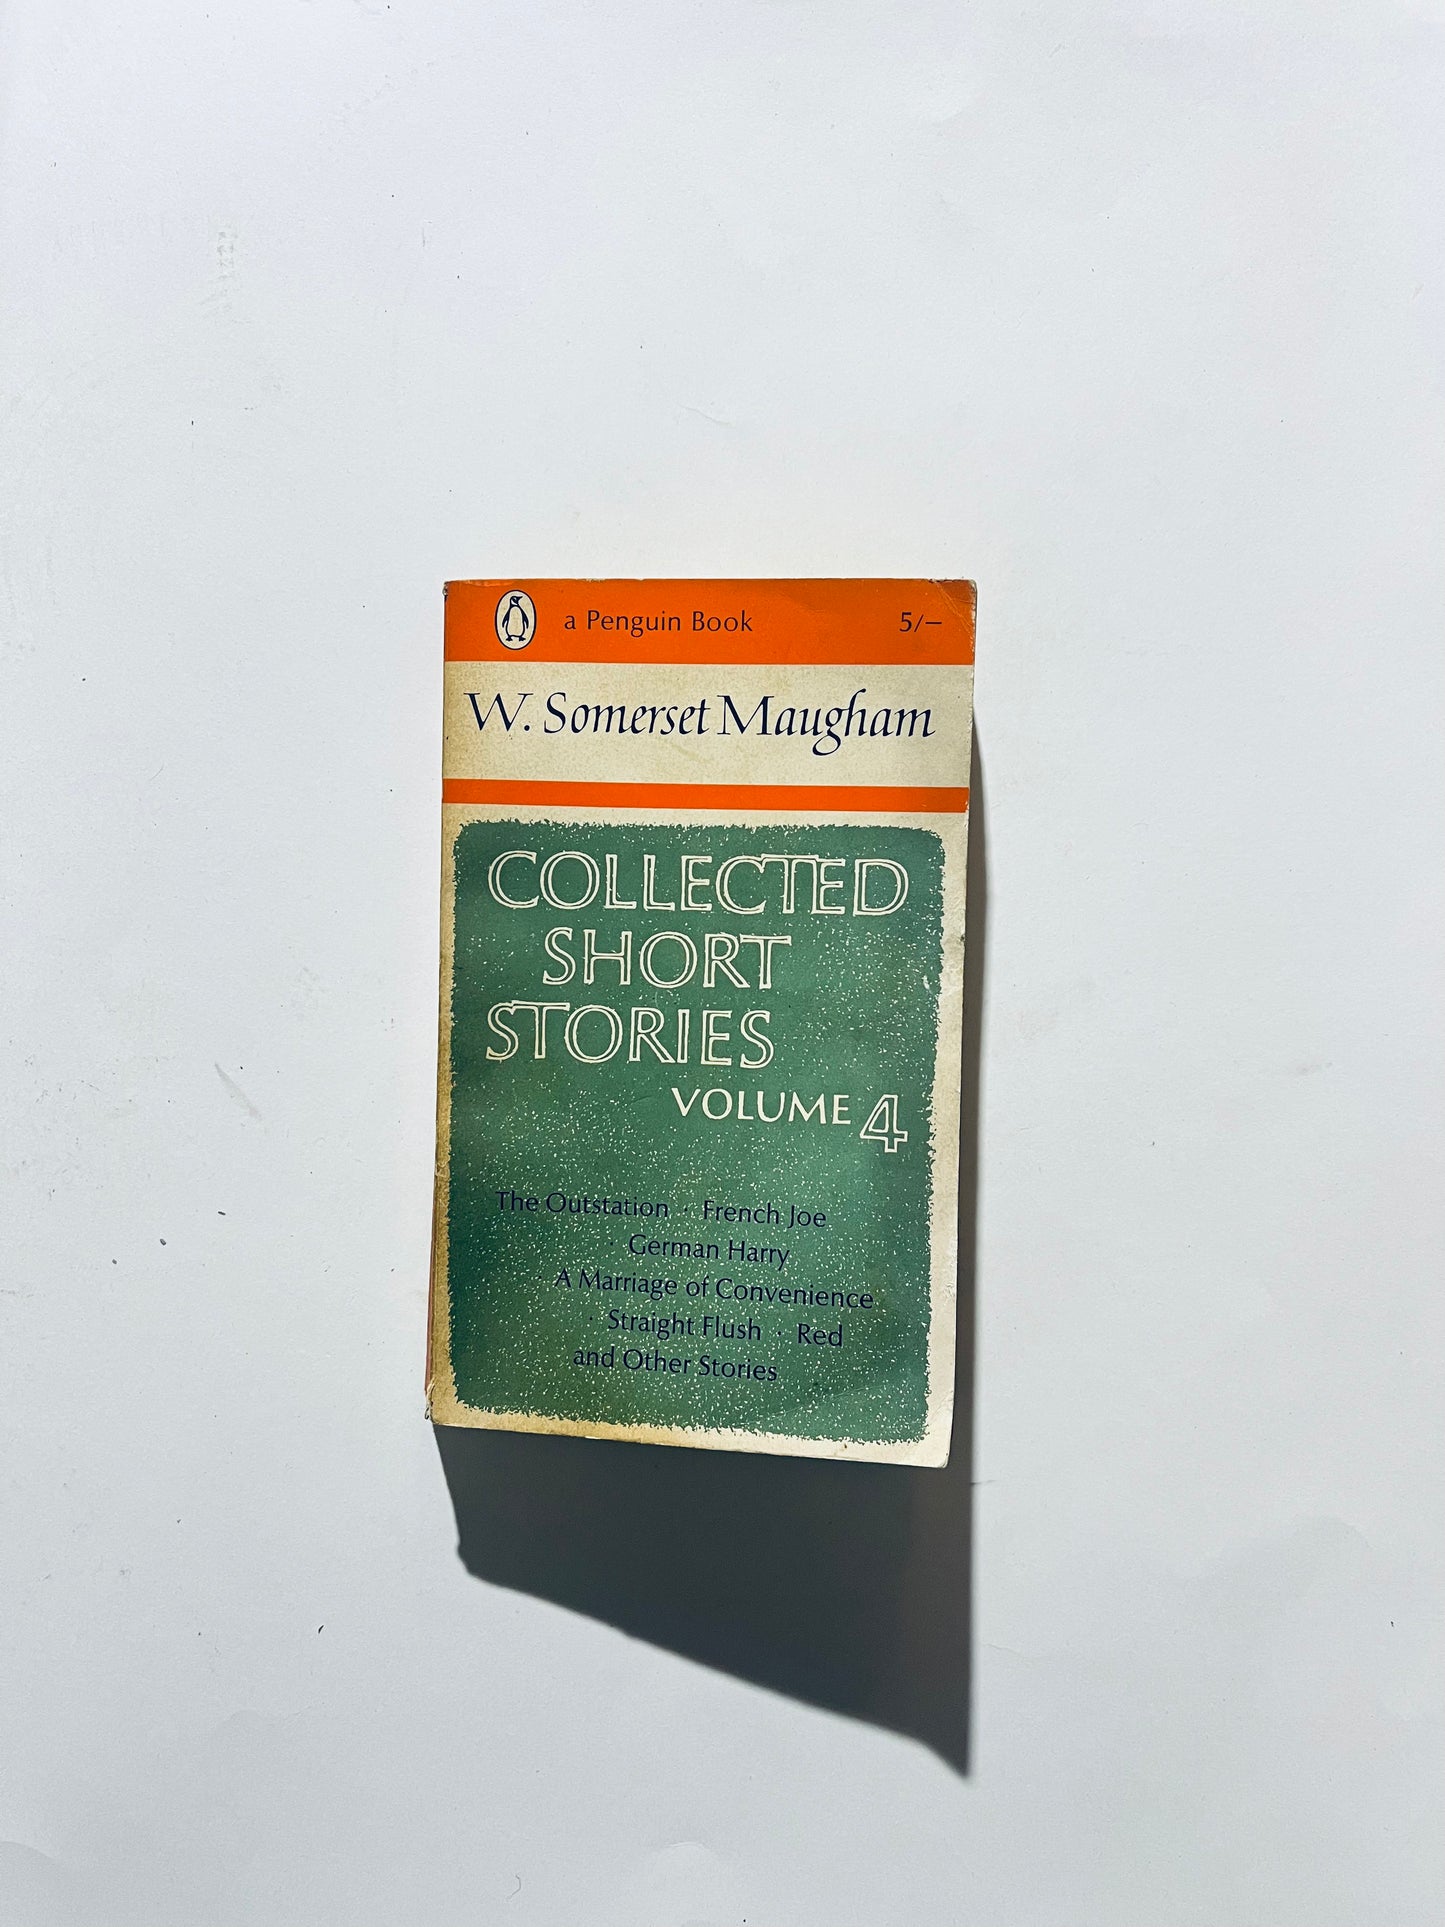 a Penguin Book 5/–
W. Somerset Maugham
COLLECTED
SHORT
STORIES
VOLUME 4
The Outstation · French Joe
· German Harry
· A Marriage of Convenience
· Straight Flush · Red
and Other Stories